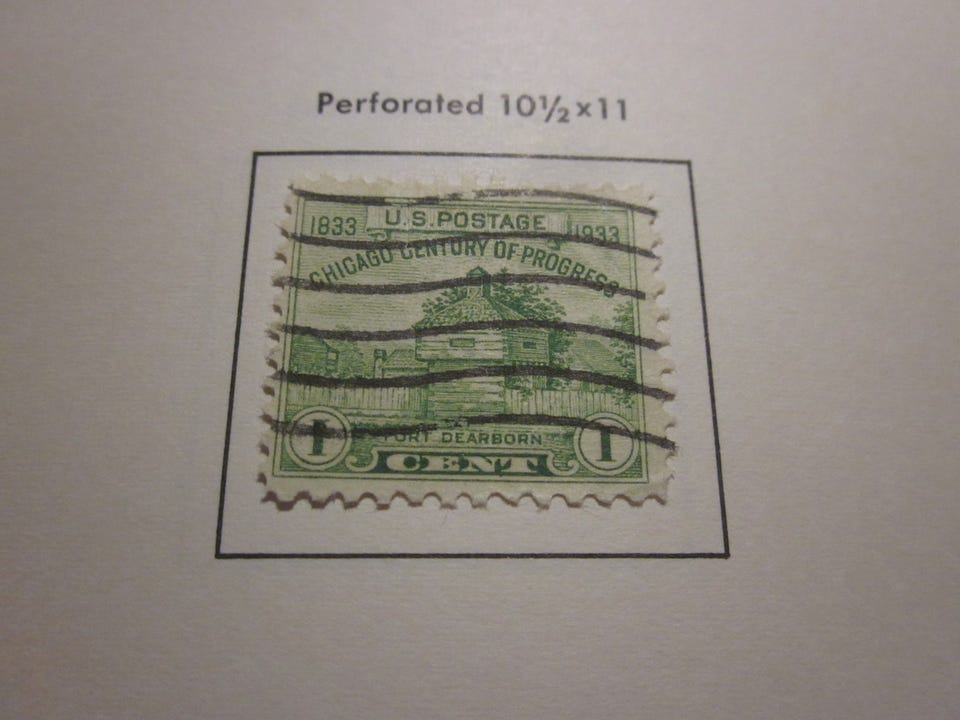 Perforated 10½x11
1833 U.S.POSTAGE 1933
CHICAGO CENTURY OF PROGRESS
1 FORT DEARBORN 1
CENT